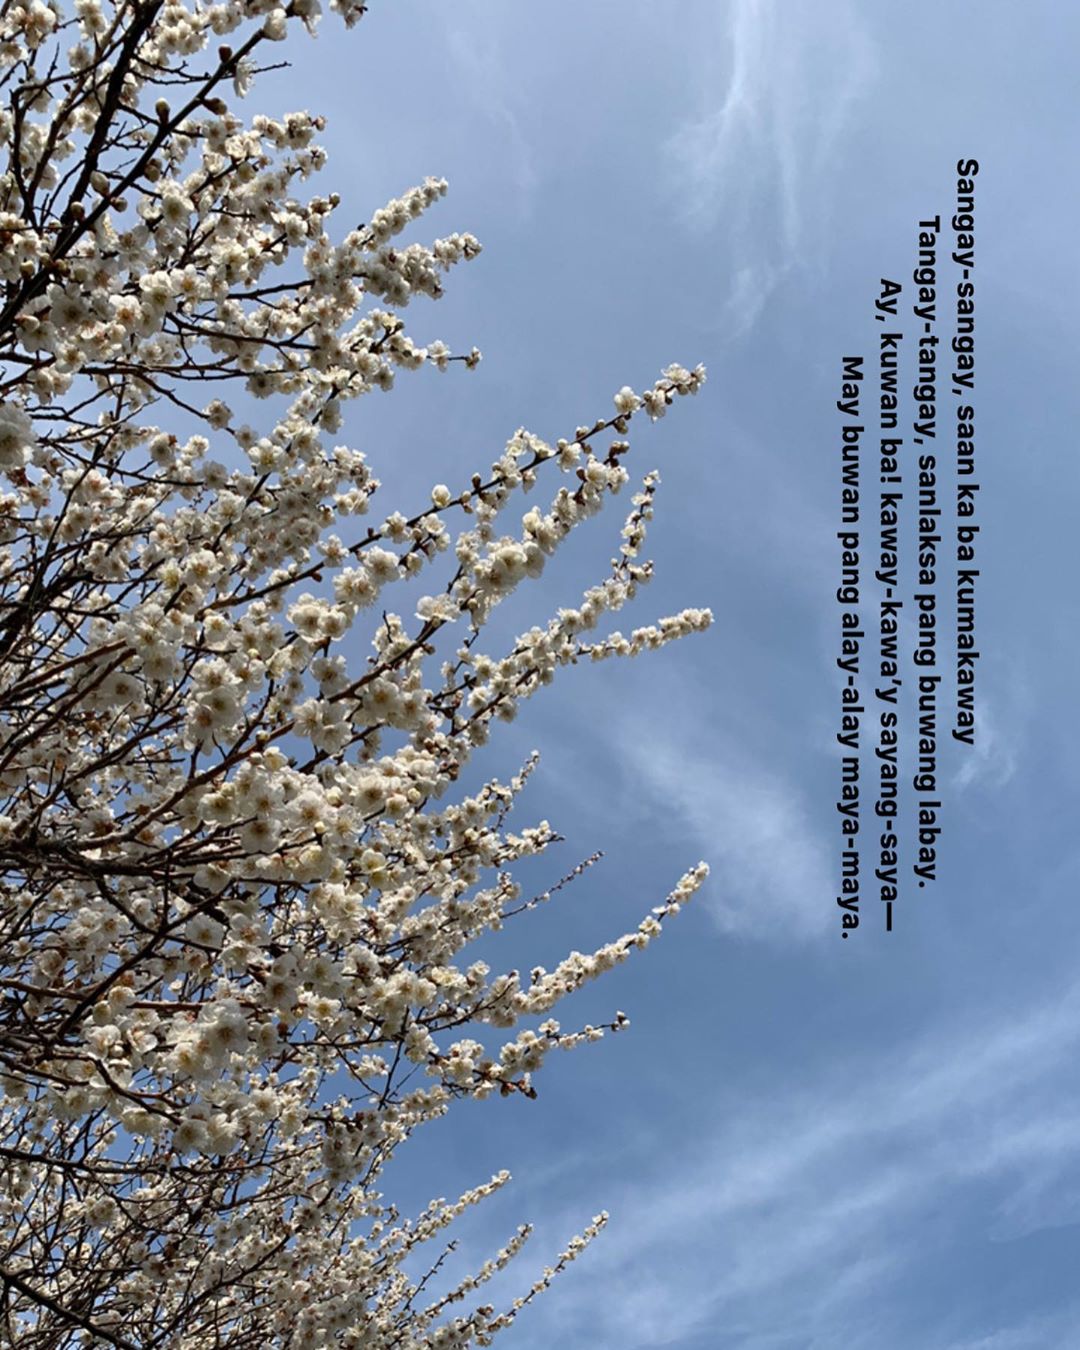 Sangay-sangay, saan ka ba kumakaway
Tangay-tangay, sanlaksa pang buwang labay.
Ay, kuwan ba! kaway-kawa’y sayang-saya—
May buwan pang alay-alay maya-maya.